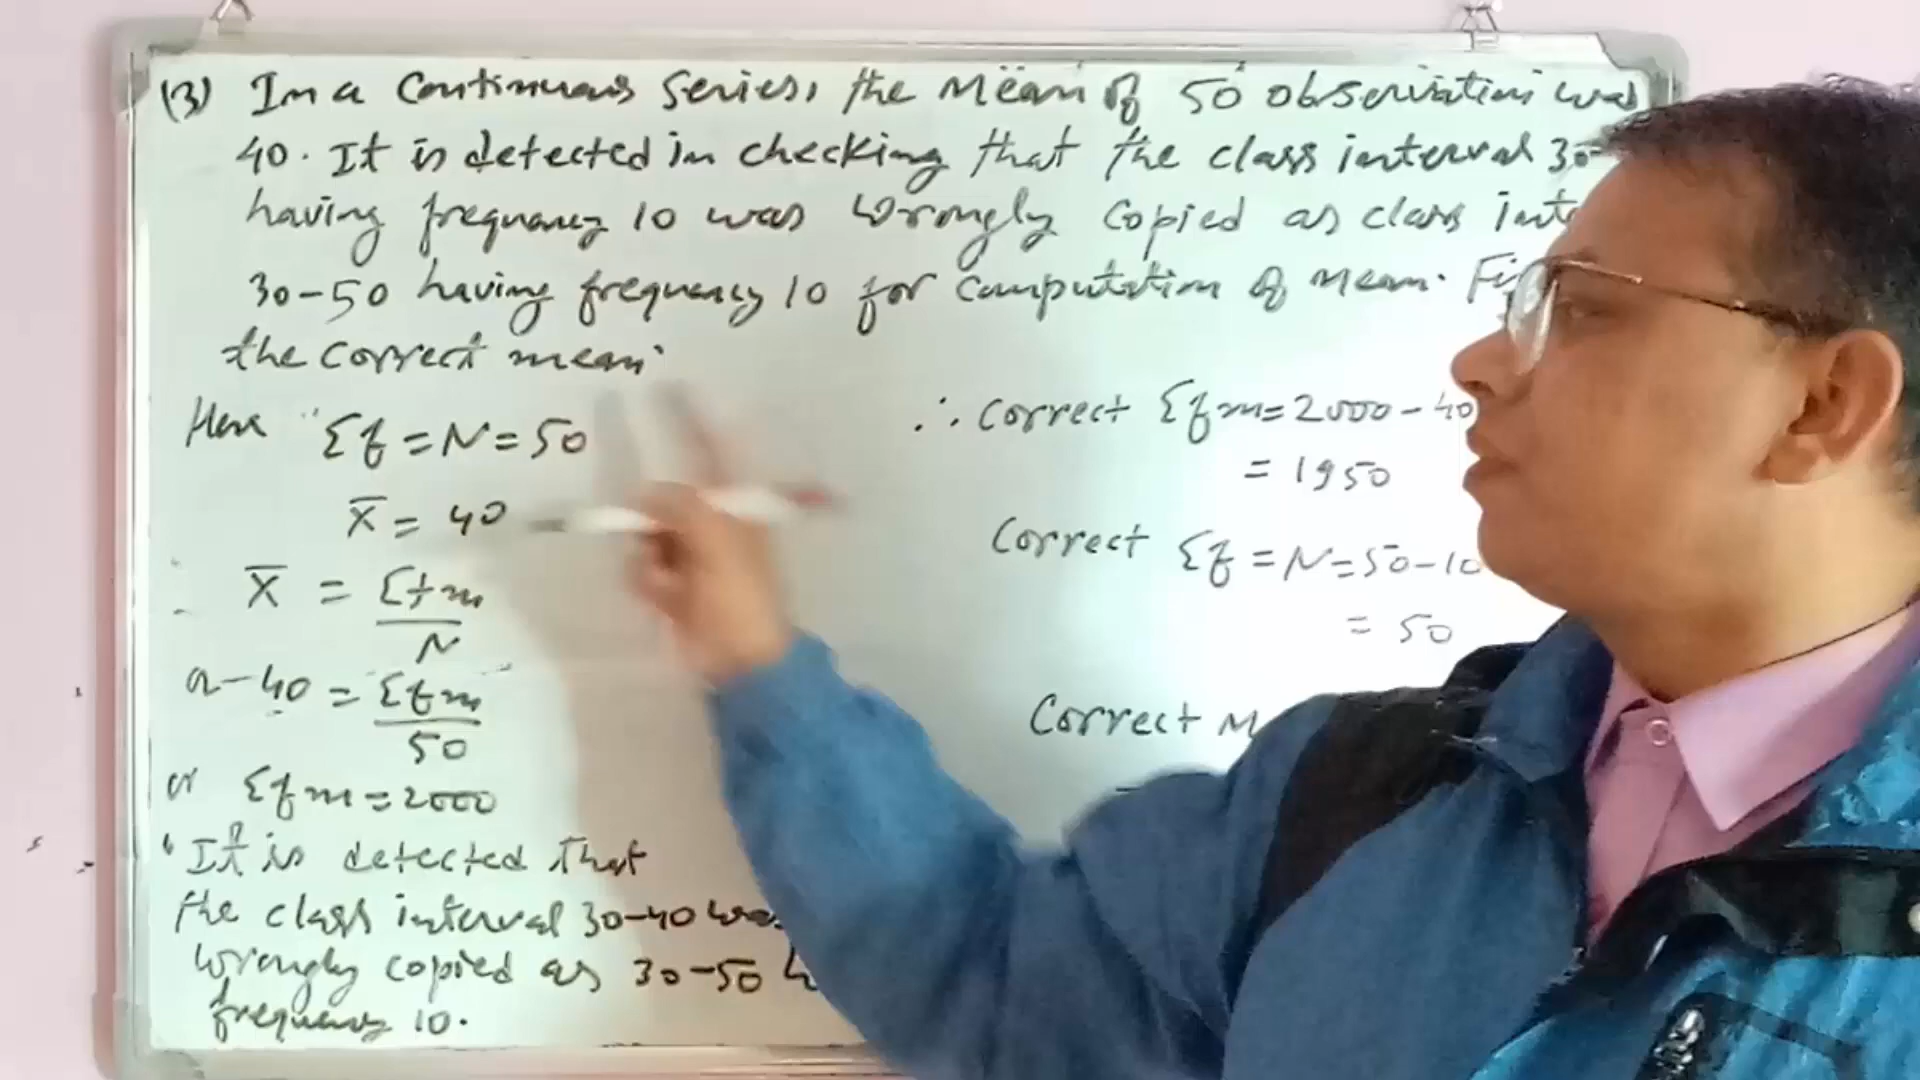 (3) In a Continuous Series, the Mean of 50 observation was
40. It is detected in checking that the class interval 30-
having frequency 10 was wrongly copied as class inte
30-50 having frequency 10 for computation of mean. Fi
the correct mean.
Here Σf = N = 50
X̄ = 40
X̄ = Σfm
N
or 40 = Σfm
50
or Σfm = 2000
It is detected that
the class interval 30-40 was
wrongly copied as 30-50
frequency 10.
∴ Correct Σfm = 2000 - 40
= 1950
Correct Σf = N = 50 - 10
= 50
Correct M